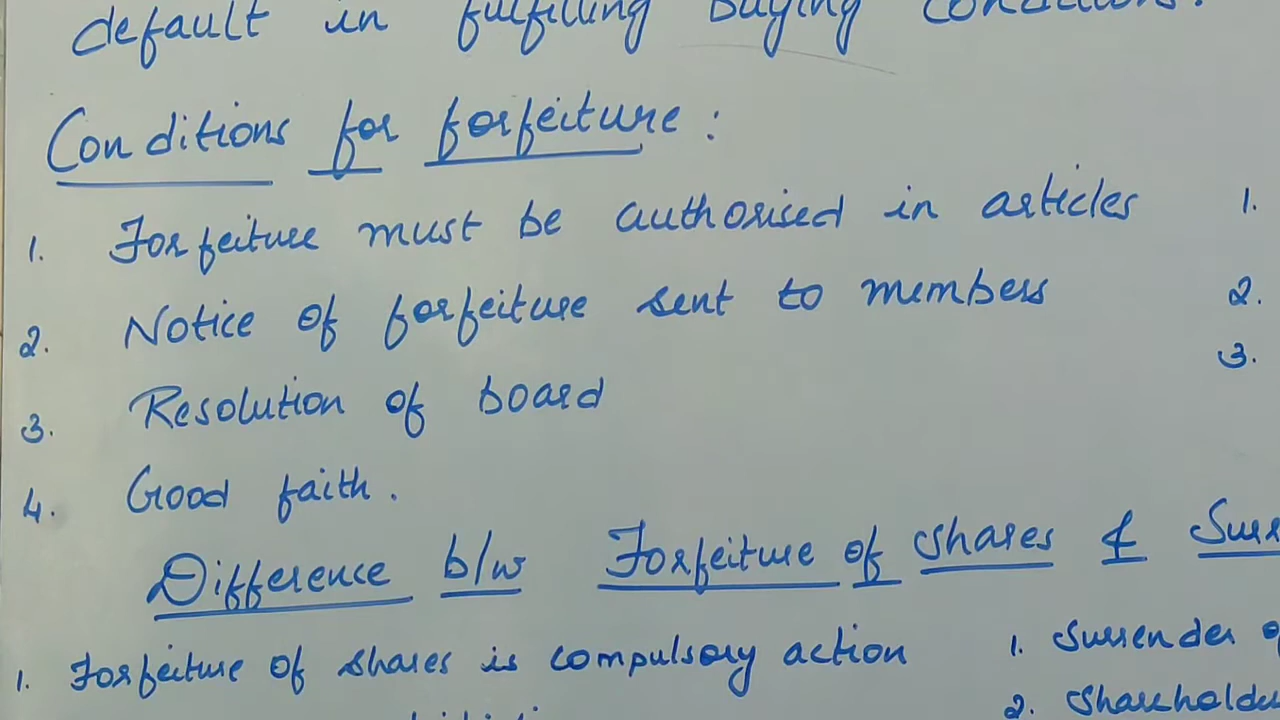 default in fulfilling buying conditions.
Conditions for forfeiture :
1. Forfeiture must be authorised in articles
2. Notice of forfeiture sent to members
3. Resolution of board
4. Good faith.
1.
2.
3.
Difference b/w Forfeiture of shares & Surr
1. Forfeiture of shares is compulsory action
1. Surrender of
2. Shareholder